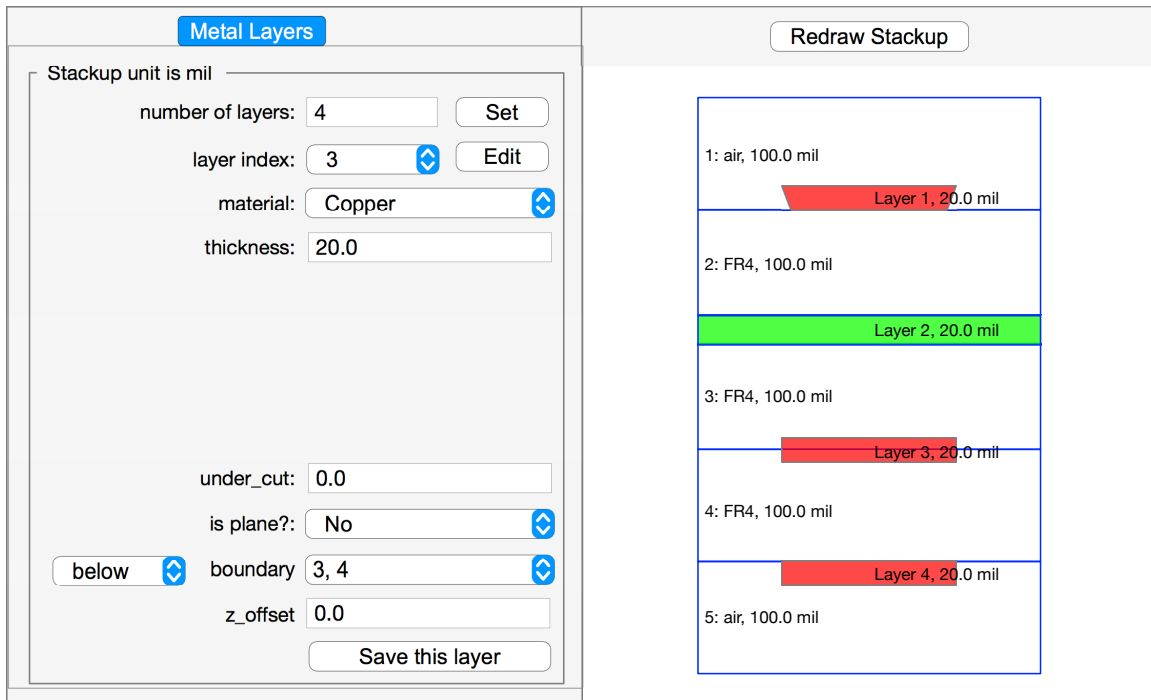 Metal Layers
Stackup unit is mil
number of layers: 4 Set
layer index: 3 Edit
material: Copper
thickness: 20.0
under_cut: 0.0
is plane?: No
below boundary 3, 4
z_offset 0.0
Save this layer
Redraw Stackup
1: air, 100.0 mil
Layer 1, 20.0 mil
2: FR4, 100.0 mil
Layer 2, 20.0 mil
3: FR4, 100.0 mil
Layer 3, 20.0 mil
4: FR4, 100.0 mil
Layer 4, 20.0 mil
5: air, 100.0 mil